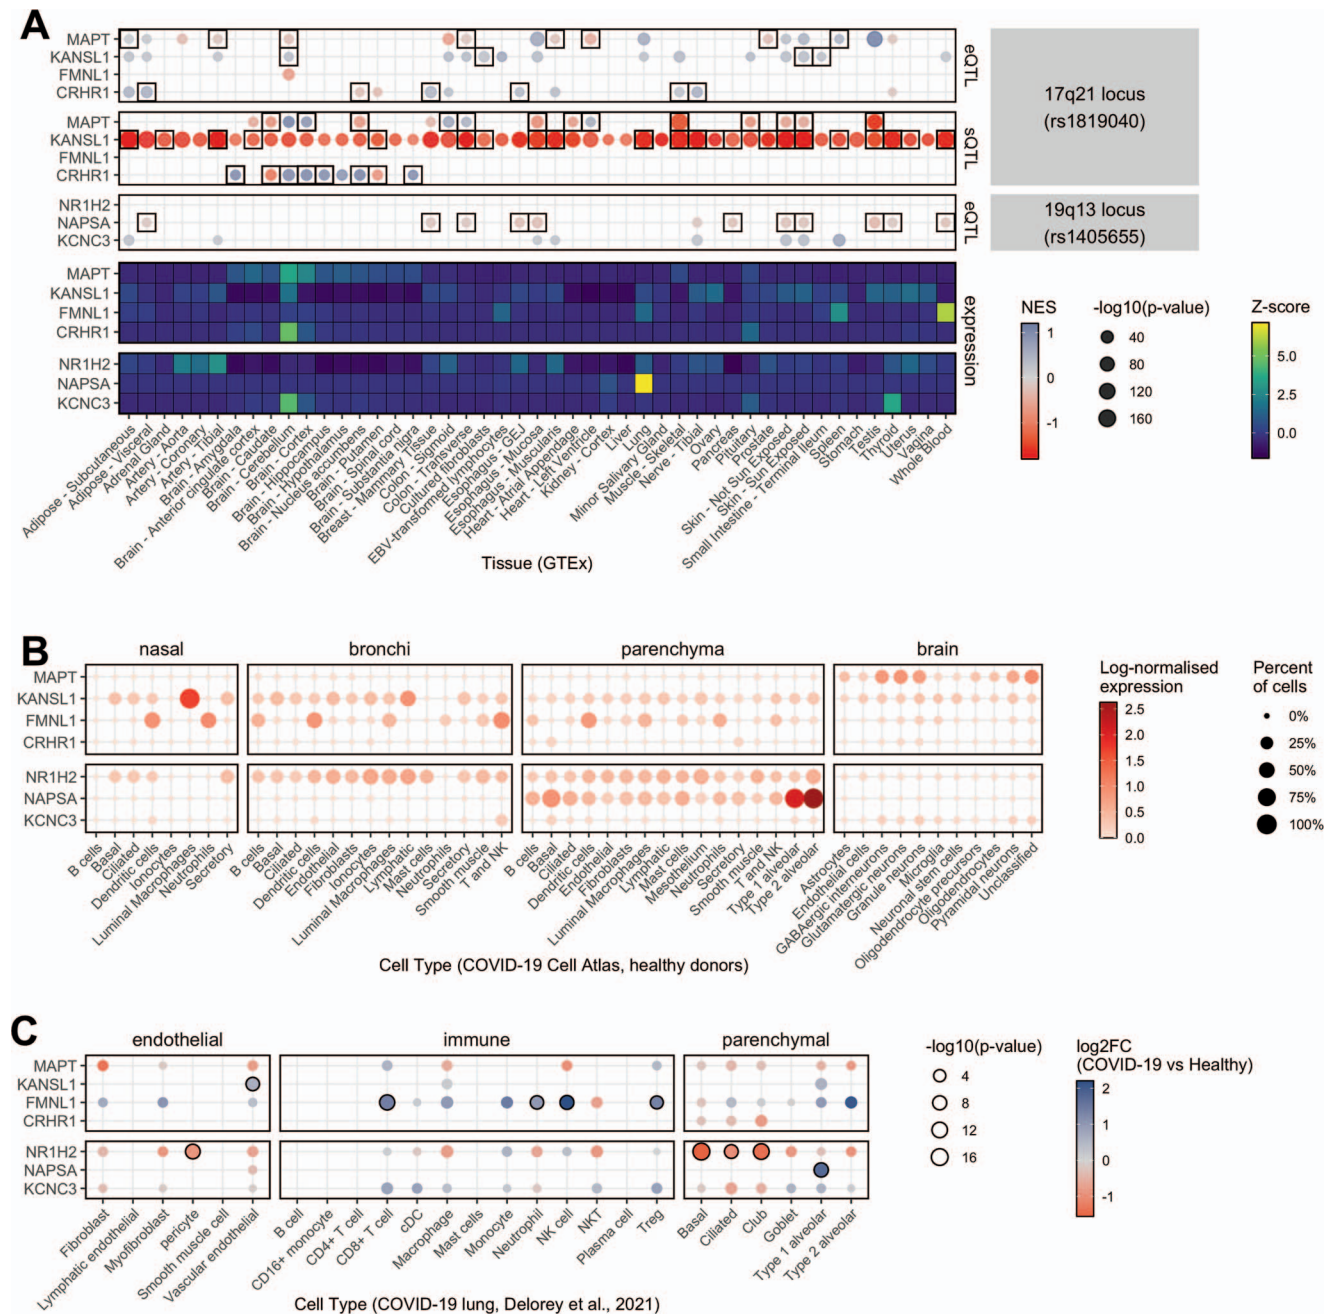 A
MAPT
KANSL1
FMNL1
CRHR1
eQTL
MAPT
KANSL1
FMNL1
CRHR1
sQTL
NR1H2
NAPSA
KCNC3
eQTL
17q21 locus
(rs1819040)
19q13 locus
(rs1405655)
MAPT
KANSL1
FMNL1
CRHR1
NR1H2
NAPSA
KCNC3
expression
NES
1
0
-1
-log10(p-value)
40
80
120
160
Z-score
5.0
2.5
0.0
Adipose - Subcutaneous
Adipose - Visceral
Adrenal Gland
Artery - Aorta
Artery - Coronary
Artery - Tibial
Brain - Amygdala
Brain - Anterior cingulate cortex
Brain - Caudate
Brain - Cerebellum
Brain - Cortex
Brain - Hippocampus
Brain - Hypothalamus
Brain - Nucleus accumbens
Brain - Putamen
Brain - Spinal cord
Brain - Substantia nigra
Breast - Mammary Tissue
Colon - Sigmoid
Colon - Transverse
Cultured fibroblasts
EBV-transformed lymphocytes
Esophagus - GEJ
Esophagus - Mucosa
Esophagus - Muscularis
Heart - Atrial Appendage
Heart - Left Ventricle
Kidney - Cortex
Liver
Lung
Minor Salivary Gland
Muscle - Skeletal
Nerve - Tibial
Ovary
Pancreas
Pituitary
Prostate
Skin - Not Sun Exposed
Skin - Sun Exposed
Small Intestine - Terminal Ileum
Spleen
Stomach
Testis
Thyroid
Uterus
Vagina
Whole Blood
Tissue (GTEx)
B
nasal
bronchi
parenchyma
brain
MAPT
KANSL1
FMNL1
CRHR1
NR1H2
NAPSA
KCNC3
B cells
Basal
Ciliated
Dendritic cells
Ionocytes
Luminal Macrophages
Neutrophils
Secretory
B cells
Basal
Ciliated
Dendritic cells
Endothelial
Fibroblasts
Ionocytes
Luminal Macrophages
Lymphatic
Mast cells
Neutrophils
Secretory
Smooth muscle
T and NK
B cells
Basal
Ciliated
Dendritic cells
Endothelial
Fibroblasts
Luminal Macrophages
Lymphatic
Mast cells
Mesothelium
Neutrophils
Secretory
Smooth muscle
T and NK
Type 1 alveolar
Type 2 alveolar
Astrocytes
Endothelial cells
GABAergic interneurons
Glutamatergic neurons
Granule neurons
Microglia
Neuronal stem cells
Oligodendrocyte precursors
Oligodendrocytes
Pyramidal neurons
Unclassified
Cell Type (COVID-19 Cell Atlas, healthy donors)
Log-normalised
expression
2.5
2.0
1.5
1.0
0.5
0.0
Percent
of cells
0%
25%
50%
75%
100%
C
endothelial
immune
parenchymal
MAPT
KANSL1
FMNL1
CRHR1
NR1H2
NAPSA
KCNC3
Fibroblast
Lymphatic endothelial
Myofibroblast
pericyte
Smooth muscle cell
Vascular endothelial
B cell
CD16+ monocyte
CD4+ T cell
CD8+ T cell
cDC
Macrophage
Mast cells
Monocyte
Neutrophil
NK cell
NKT
Plasma cell
Treg
Basal
Ciliated
Club
Goblet
Type 1 alveolar
Type 2 alveolar
Cell Type (COVID-19 lung, Delorey et al., 2021)
-log10(p-value)
4
8
12
16
log2FC
(COVID-19 vs Healthy)
2
1
0
-1